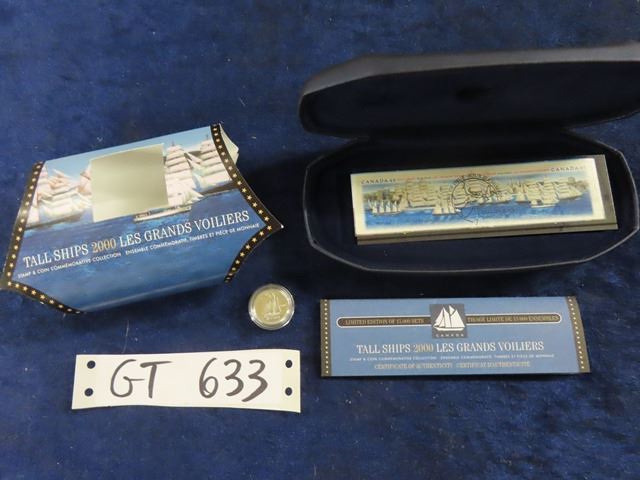 TALL SHIPS 2000 LES GRANDS VOILIERS
STAMP & COIN COMMEMORATIVE COLLECTION · ENSEMBLE COMMÉMORATIF, TIMBRES ET PIÈCE DE MONNAIE
CANADA
LIMITED EDITION OF 15,000 SETS
TIRAGE LIMITÉ DE 15 000 ENSEMBLES
CANADA
TALL SHIPS 2000 LES GRANDS VOILIERS
STAMP & COIN COMMEMORATIVE COLLECTION · ENSEMBLE COMMÉMORATIF, TIMBRES ET PIÈCE DE MONNAIE
CERTIFICATE OF AUTHENTICITY · CERTIFICAT D'AUTHENTICITÉ
GT 633